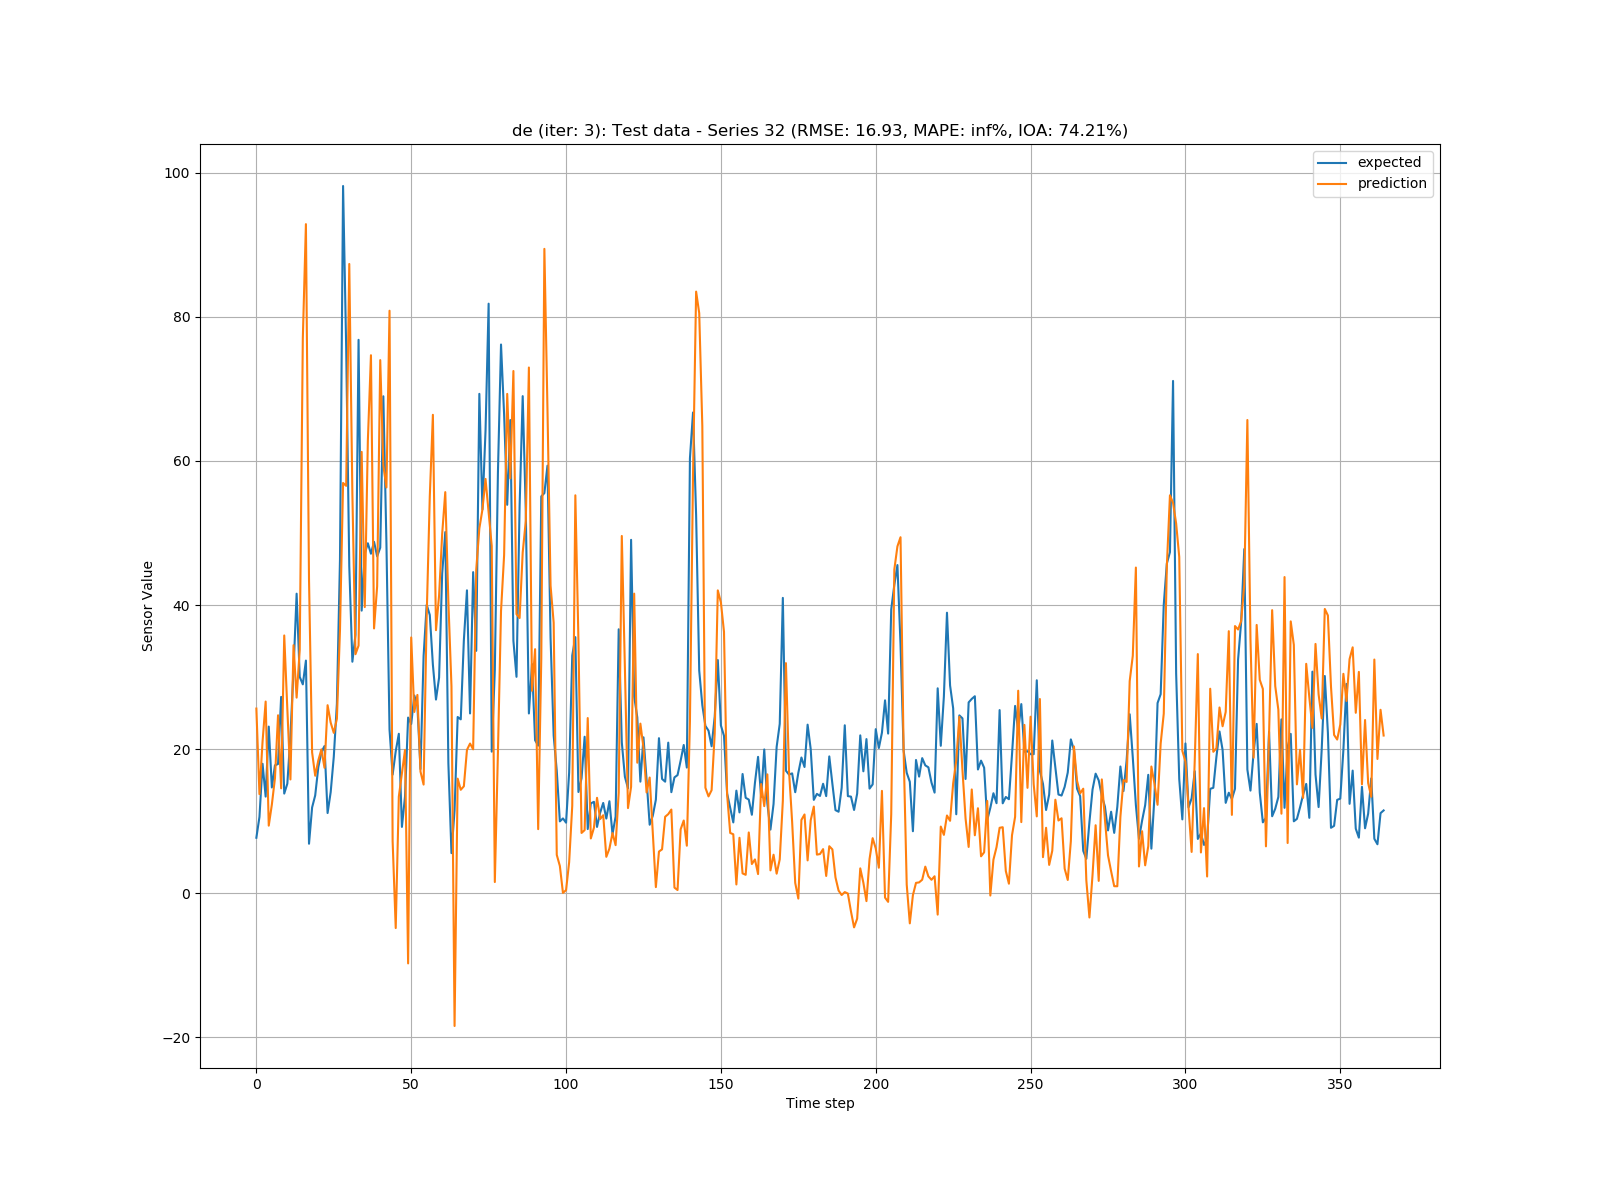 de (iter: 3): Test data - Series 32 (RMSE: 16.93, MAPE: inf%, IOA: 74.21%)
expected
prediction
100
80
60
40
20
0
−20
Sensor Value
0 50 100 150 200 250 300 350
Time step